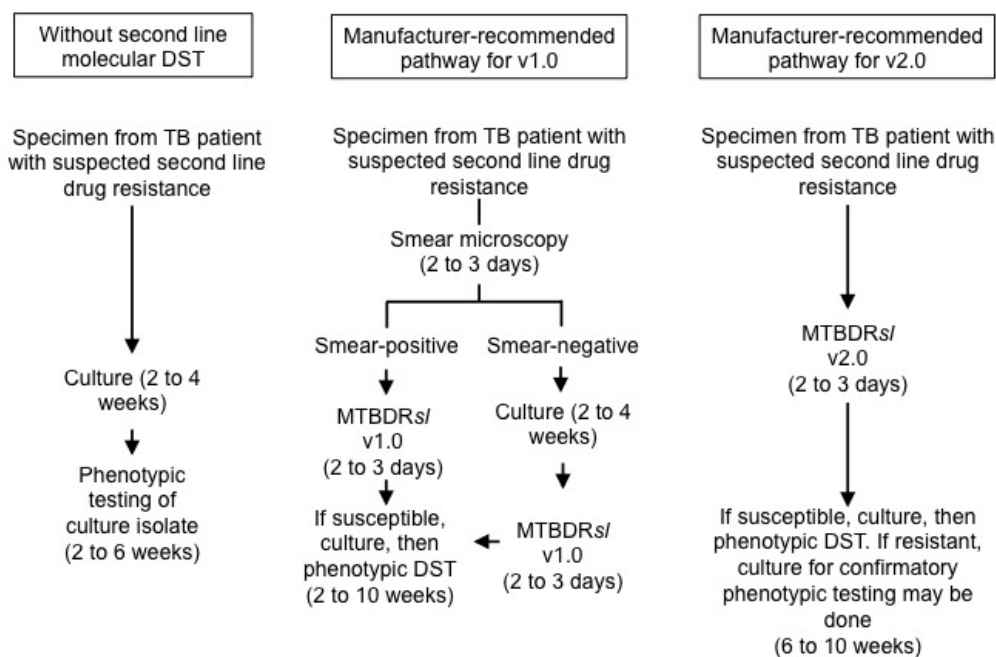 Without second line
molecular DST
Specimen from TB patient
with suspected second line
drug resistance
Culture (2 to 4
weeks)
Phenotypic
testing of
culture isolate
(2 to 6 weeks)
Manufacturer-recommended
pathway for v1.0
Specimen from TB patient with
suspected second line drug
resistance
Smear microscopy
(2 to 3 days)
Smear-positive
MTBDRsl
v1.0
(2 to 3 days)
If susceptible,
culture, then
phenotypic DST
(2 to 10 weeks)
Smear-negative
Culture (2 to 4
weeks)
MTBDRsl
v1.0
(2 to 3 days)
Manufacturer-recommended
pathway for v2.0
Specimen from TB patient with
suspected second line drug
resistance
MTBDRsl
v2.0
(2 to 3 days)
If susceptible, culture, then
phenotypic DST. If resistant,
culture for confirmatory
phenotypic testing may be
done
(6 to 10 weeks)